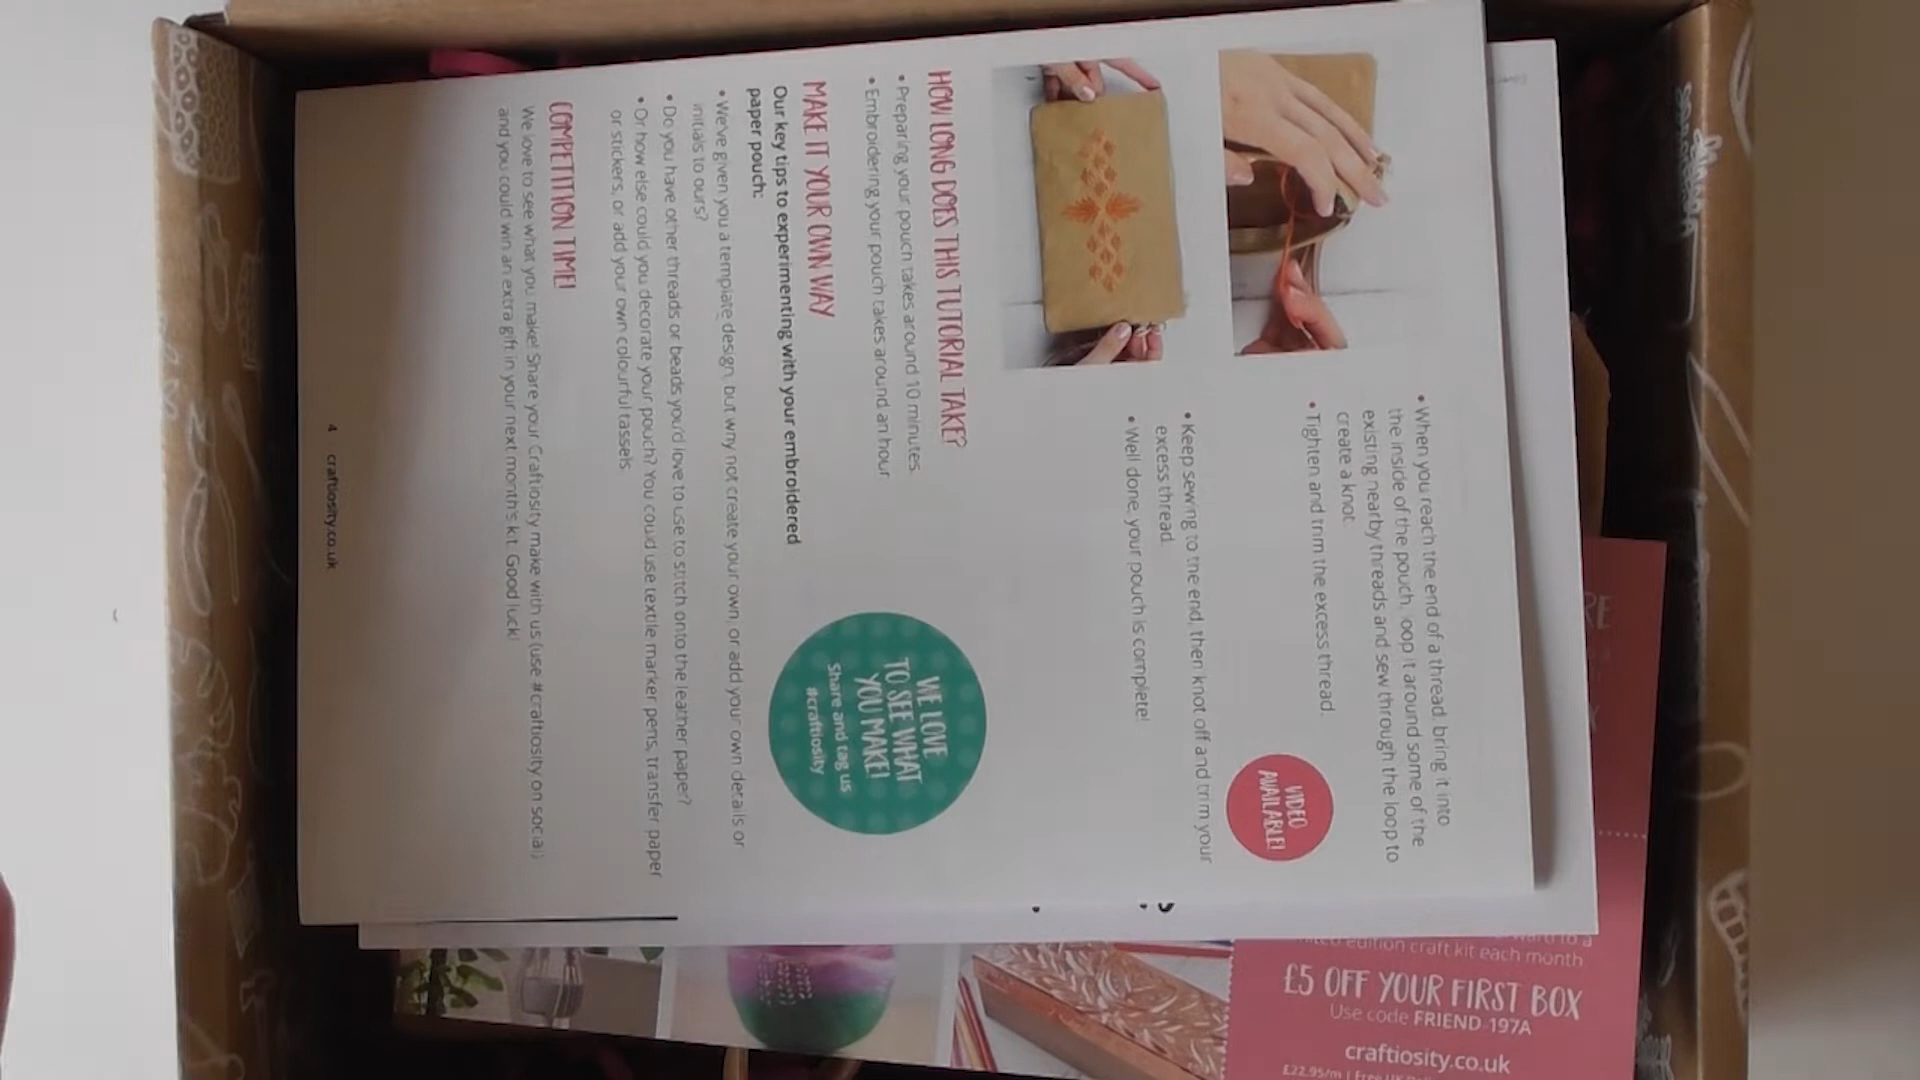 • When you reach the end of a thread, bring it into
the inside of the pouch, loop it around some of the
existing nearby threads and sew through the loop to
create a knot.
• Tighten and trim the excess thread.
VIDEO
AVAILABLE!
• Keep sewing to the end, then knot off and trim your
excess thread.
• Well done, your pouch is complete!
HOW LONG DOES THIS TUTORIAL TAKE?
• Preparing your pouch takes around 10 minutes.
• Embroidering your pouch takes around an hour
WE LOVE
TO SEE WHAT
YOU MAKE!
Share and tag us
#craftiosity
MAKE IT YOUR OWN WAY
Our key tips to experimenting with your embroidered
paper pouch:
• We've given you a template design, but why not create your own, or add your own details or
initials to ours?
• Do you have other threads or beads you'd love to use to stitch onto the leather paper?
• Or how else could you decorate your pouch? You could use textile marker pens, transfer paper
or stickers, or add your own colourful tassels
COMPETITION TIME!
We love to see what you make! Share your Craftiosity make with us (use #craftiosity on social)
and you could win an extra gift in your next month's kit. Good luck!
4 craftiosity.co.uk
edition craft kit each month
£5 OFF YOUR FIRST BOX
Use code FRIEND-197A
craftiosity.co.uk
£22.95/m | Free UK